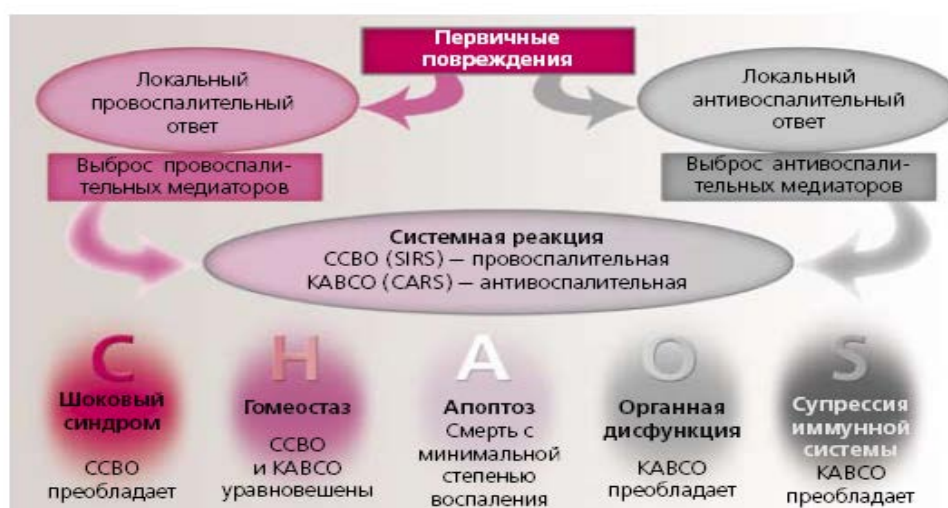 Первичные
повреждения
Локальный
провоспалительный
ответ
Локальный
антивоспалительный
ответ
Выброс провоспали-
тельных медиаторов
Выброс антивоспали-
тельных медиаторов
Системная реакция
ССВО (SIRS) — провоспалительная
КАВСО (CARS) — антивоспалительная
C
Шоковый
синдром
ССВО
преобладает
H
Гомеостаз
ССВО
и КАВСО
уравновешены
A
Апоптоз
Смерть с
минимальной
степенью
воспаления
O
Органная
дисфункция
КАВСО
преобладает
S
Супрессия
иммунной
системы
КАВСО
преобладает